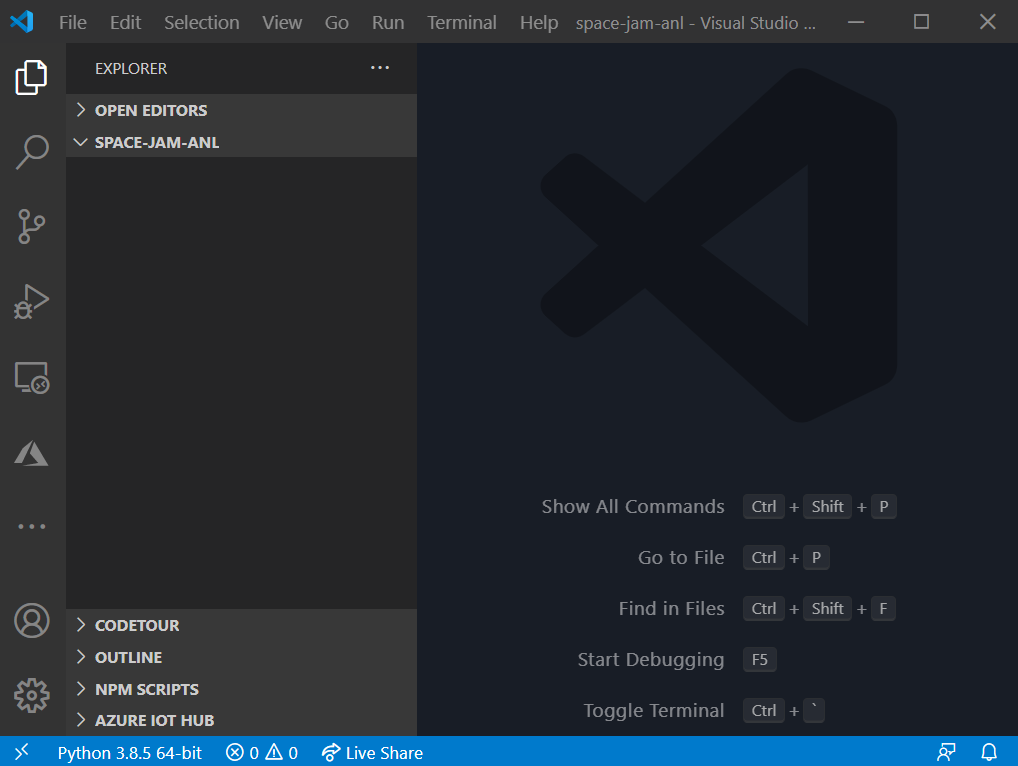 File Edit Selection View Go Run Terminal Help space-jam-anl - Visual Studio ...
EXPLORER
OPEN EDITORS
SPACE-JAM-ANL
Show All Commands Ctrl + Shift + P
Go to File Ctrl + P
Find in Files Ctrl + Shift + F
Start Debugging F5
Toggle Terminal Ctrl + `
CODETOUR
OUTLINE
NPM SCRIPTS
AZURE IOT HUB
Python 3.8.5 64-bit 0 0 Live Share